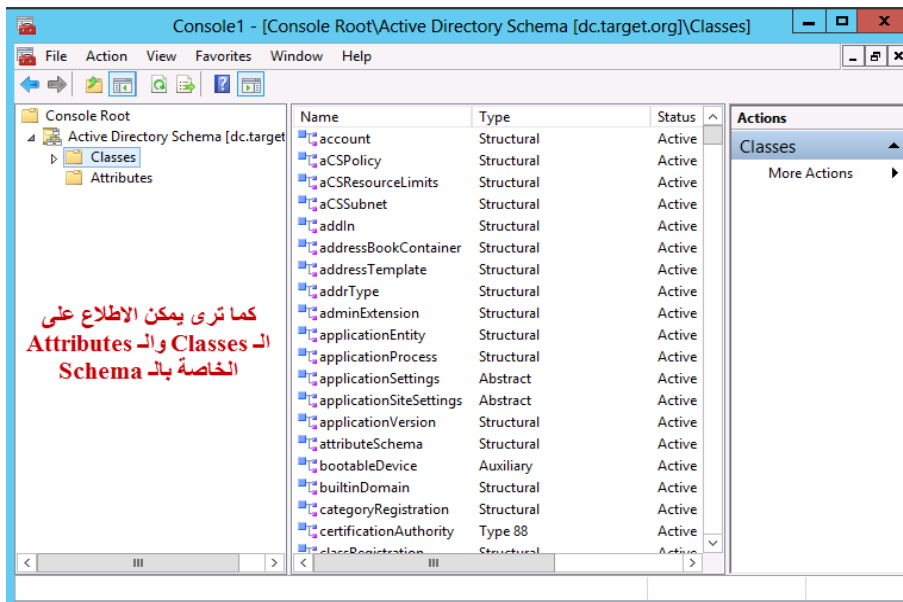 Console1 - [Console Root\Active Directory Schema [dc.target.org]\Classes]
File Action View Favorites Window Help
Console Root
Active Directory Schema [dc.target
Classes
Attributes
كما ترى يمكن الاطلاع على
الـ Classes والـ Attributes
الخاصة بالـ Schema
Name Type Status
account Structural Active
aCSPolicy Structural Active
aCSResourceLimits Structural Active
aCSSubnet Structural Active
addIn Structural Active
addressBookContainer Structural Active
addressTemplate Structural Active
addrType Structural Active
adminExtension Structural Active
applicationEntity Structural Active
applicationProcess Structural Active
applicationSettings Abstract Active
applicationSiteSettings Abstract Active
applicationVersion Structural Active
attributeSchema Structural Active
bootableDevice Auxiliary Active
builtinDomain Structural Active
categoryRegistration Structural Active
certificationAuthority Type 88 Active
classRegistration Structural Active
Actions
Classes
More Actions